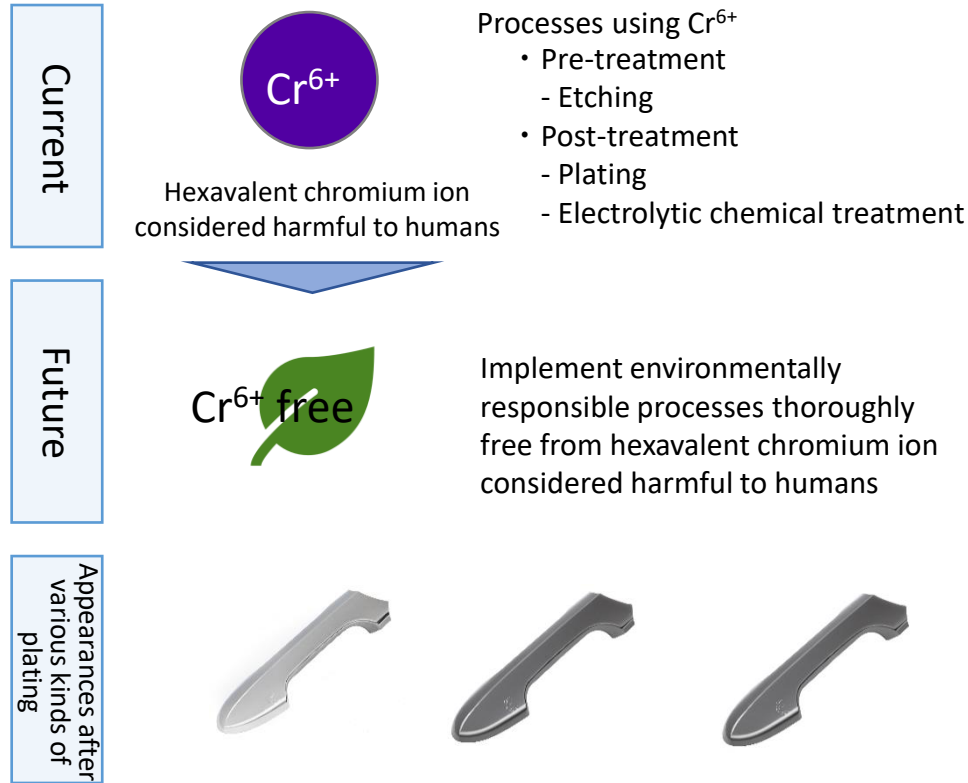 Current
Cr⁶⁺
Hexavalent chromium ion
considered harmful to humans
Processes using Cr⁶⁺
・Pre-treatment
- Etching
・Post-treatment
- Plating
- Electrolytic chemical treatment
Future
Cr⁶⁺ free
Implement environmentally
responsible processes thoroughly
free from hexavalent chromium ion
considered harmful to humans
Appearances after
various kinds of
plating